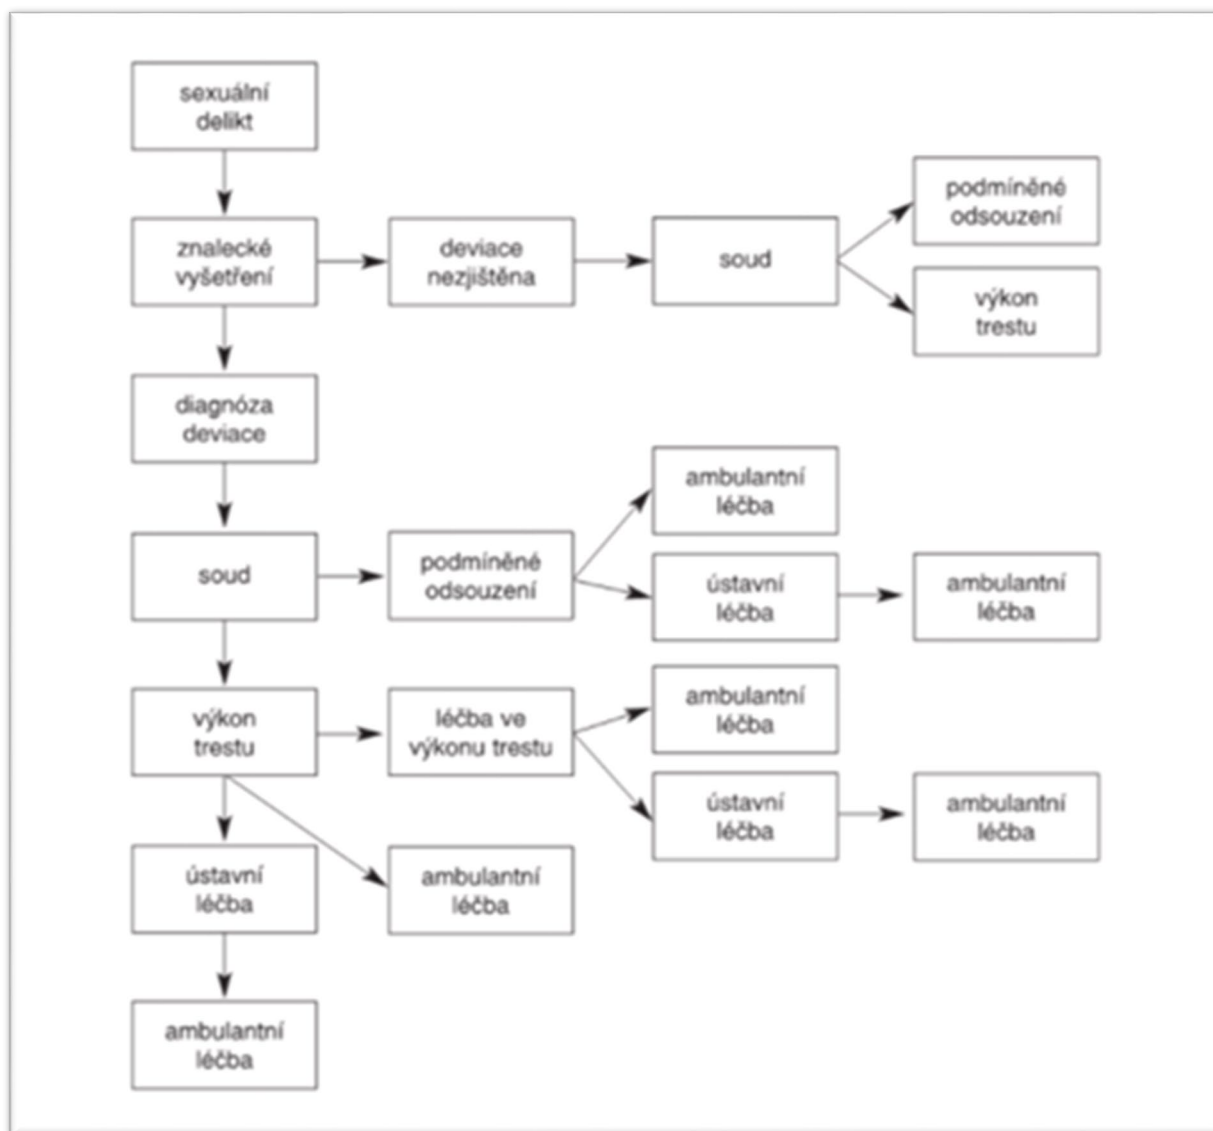 sexuální
delikt
znalecké
vyšetření
deviace
nezjištěna
soud
podmíněné
odsouzení
výkon
trestu
diagnóza
deviace
soud
podmíněné
odsouzení
ambulantní
léčba
ústavní
léčba
ambulantní
léčba
výkon
trestu
léčba ve
výkonu trestu
ambulantní
léčba
ústavní
léčba
ambulantní
léčba
ústavní
léčba
ambulantní
léčba
ambulantní
léčba